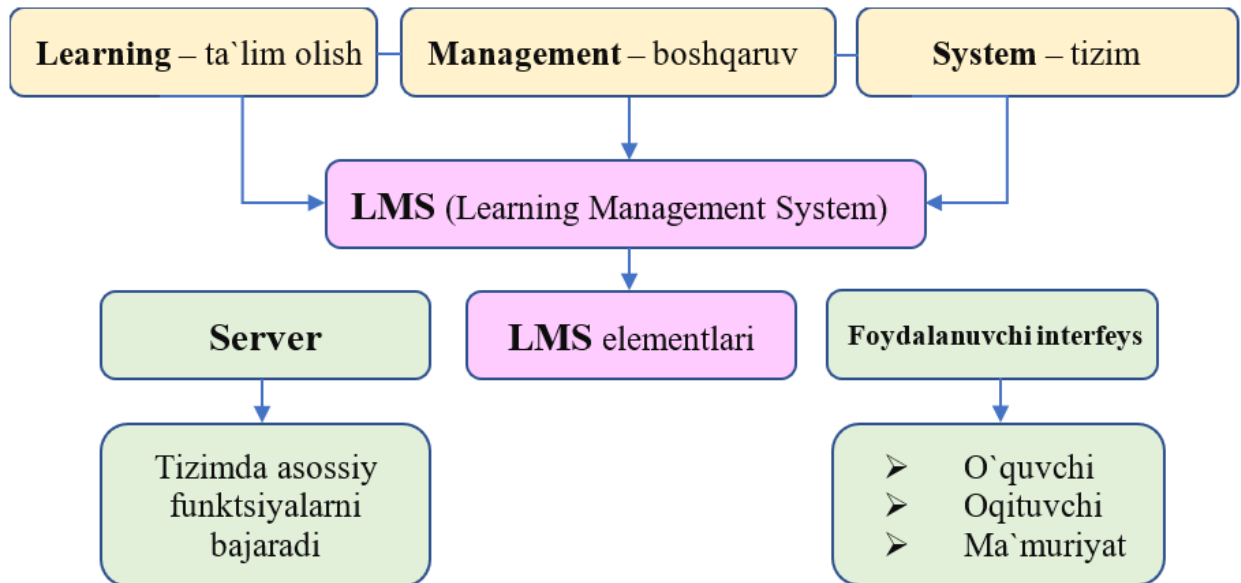 Learning – ta`lim olish
Management – boshqaruv
System – tizim
LMS (Learning Management System)
Server
LMS elementlari
Foydalanuvchi interfeys
Tizimda asossiy
funktsiyalarni
bajaradi
➢ O`quvchi
➢ Oqituvchi
➢ Ma`muriyat